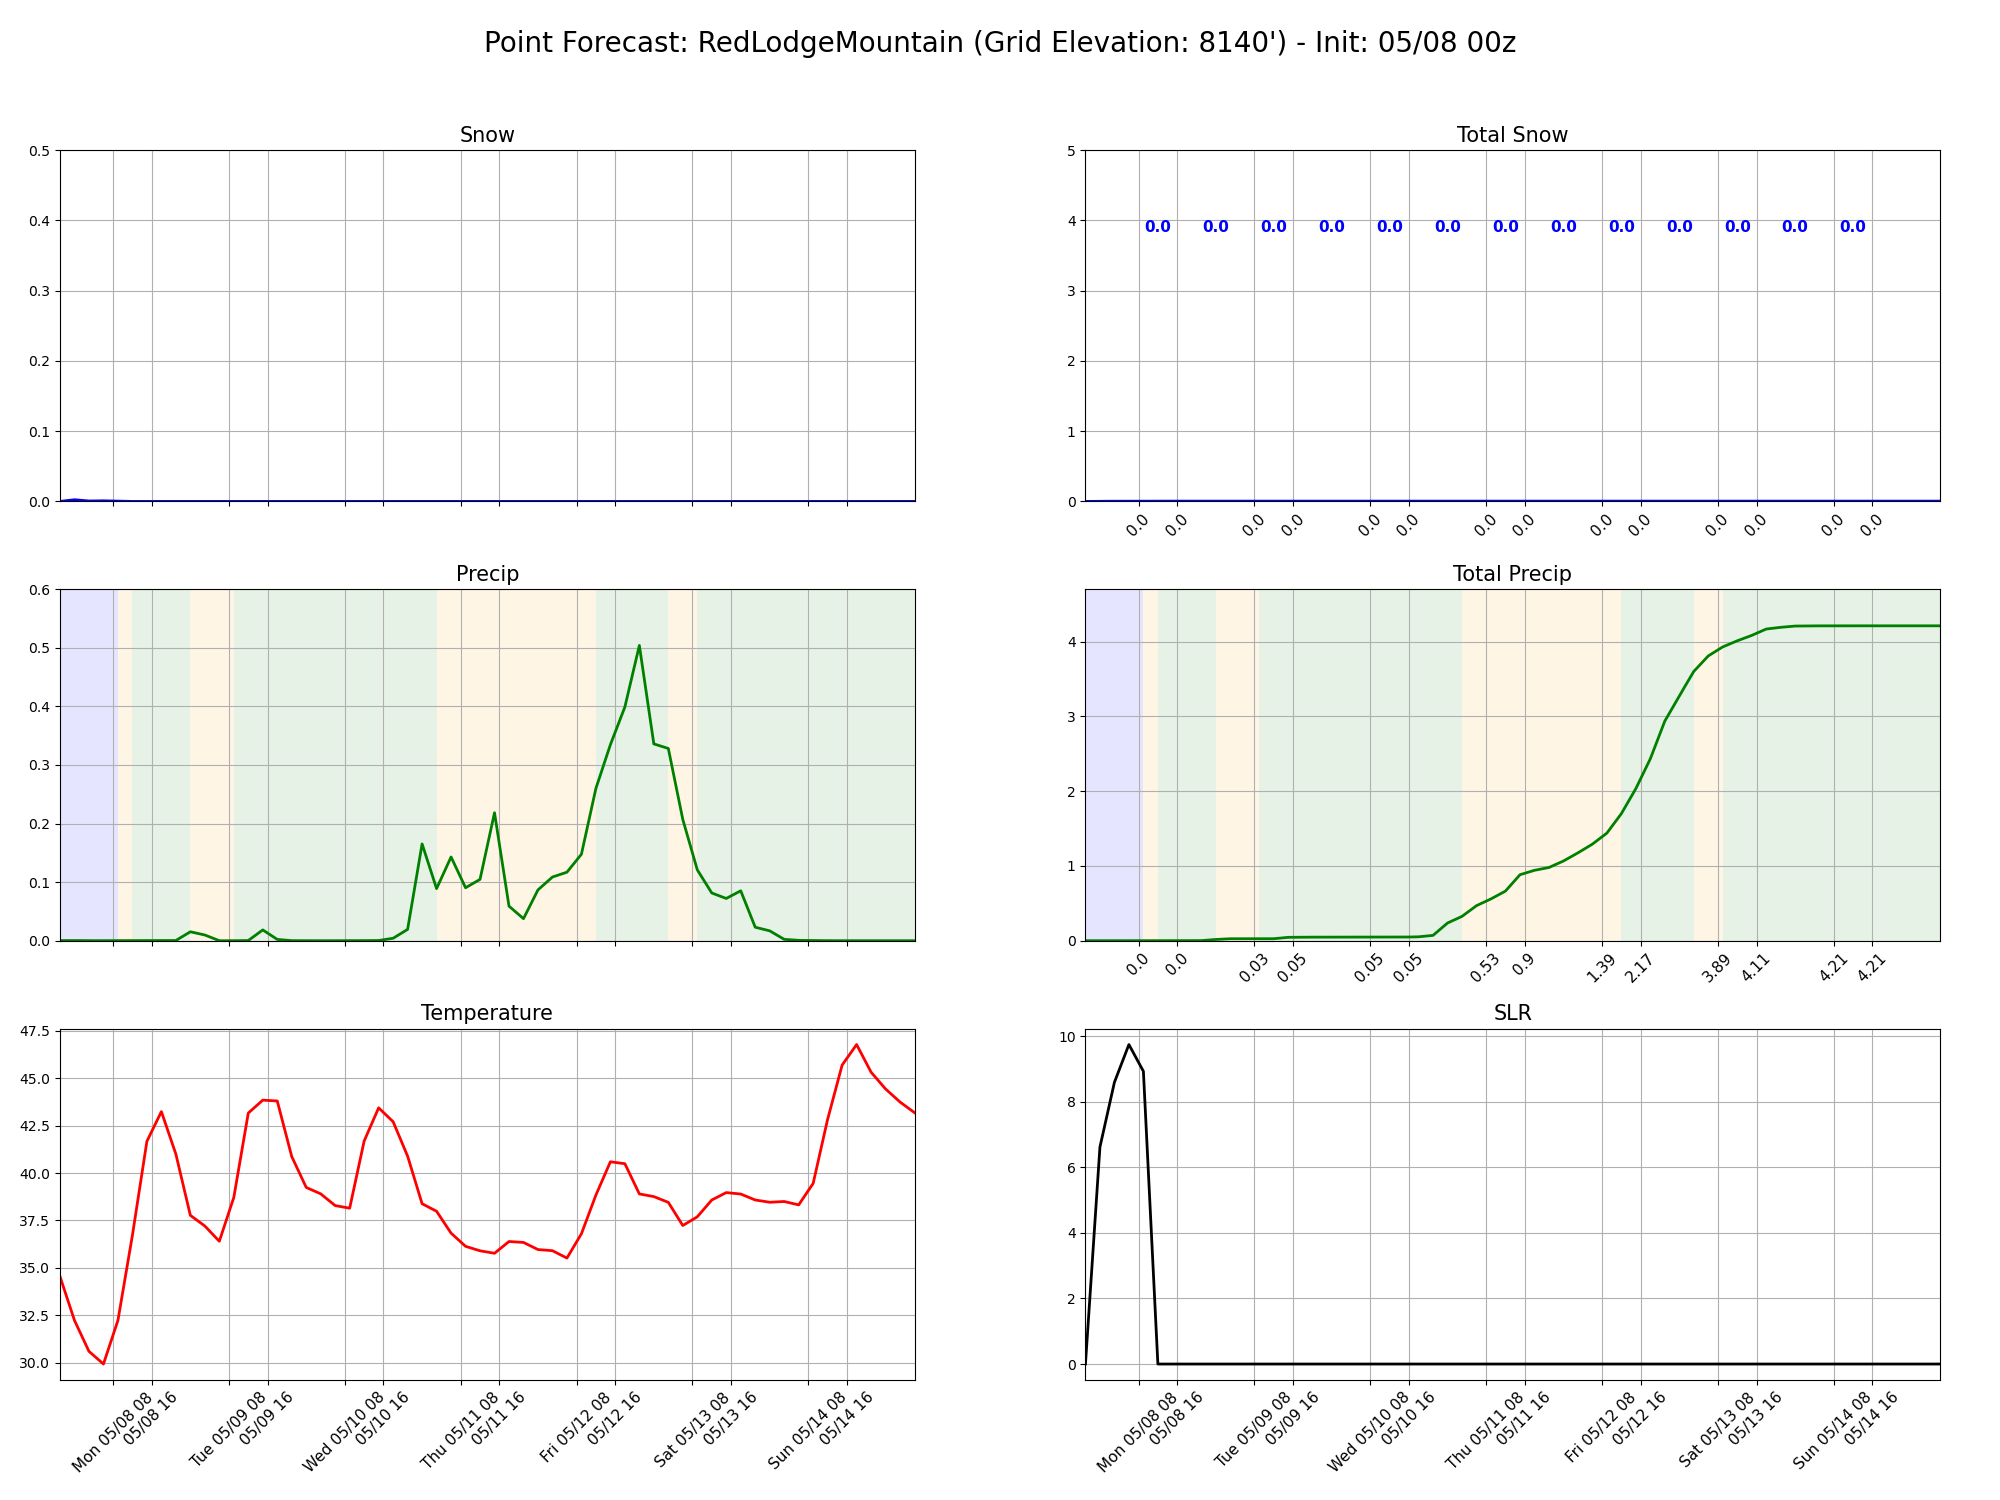 Point Forecast: RedLodgeMountain (Grid Elevation: 8140') - Init: 05/08 00z
Snow
0.5
0.4
0.3
0.2
0.1
0.0
Total Snow
5
4
3
2
1
0
0.0 0.0 0.0 0.0 0.0 0.0 0.0 0.0 0.0 0.0 0.0 0.0 0.0
0.0 0.0 0.0 0.0 0.0 0.0 0.0 0.0 0.0 0.0 0.0 0.0 0.0 0.0
Precip
0.6
0.5
0.4
0.3
0.2
0.1
0.0
Total Precip
4
3
2
1
0
0.0 0.0 0.03 0.05 0.05 0.05 0.53 0.9 1.39 2.17 3.89 4.11 4.21 4.21
Temperature
47.5
45.0
42.5
40.0
37.5
35.0
32.5
30.0
Mon 05/08 08
05/08 16
Tue 05/09 08
05/09 16
Wed 05/10 08
05/10 16
Thu 05/11 08
05/11 16
Fri 05/12 08
05/12 16
Sat 05/13 08
05/13 16
Sun 05/14 08
05/14 16
SLR
10
8
6
4
2
0
Mon 05/08 08
05/08 16
Tue 05/09 08
05/09 16
Wed 05/10 08
05/10 16
Thu 05/11 08
05/11 16
Fri 05/12 08
05/12 16
Sat 05/13 08
05/13 16
Sun 05/14 08
05/14 16